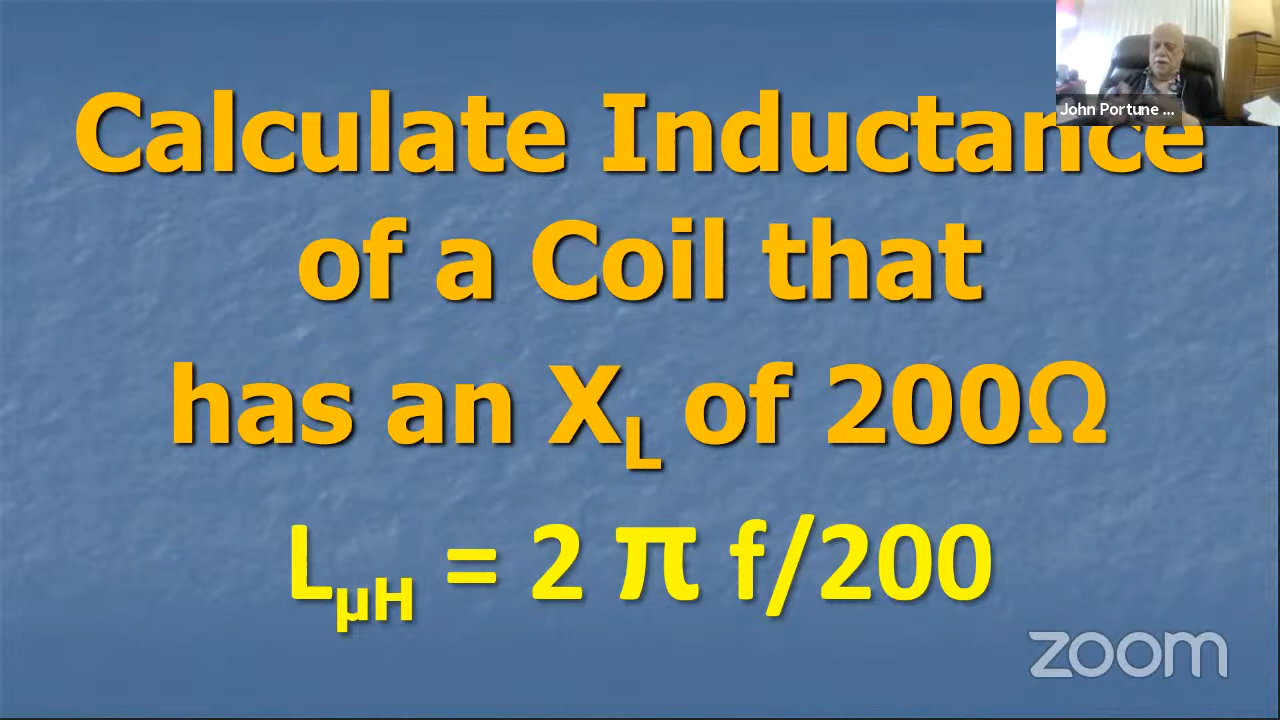 John Portune ...
Calculate Inductance
of a Coil that
has an XL of 200Ω
LµH = 2 π f/200
zoom